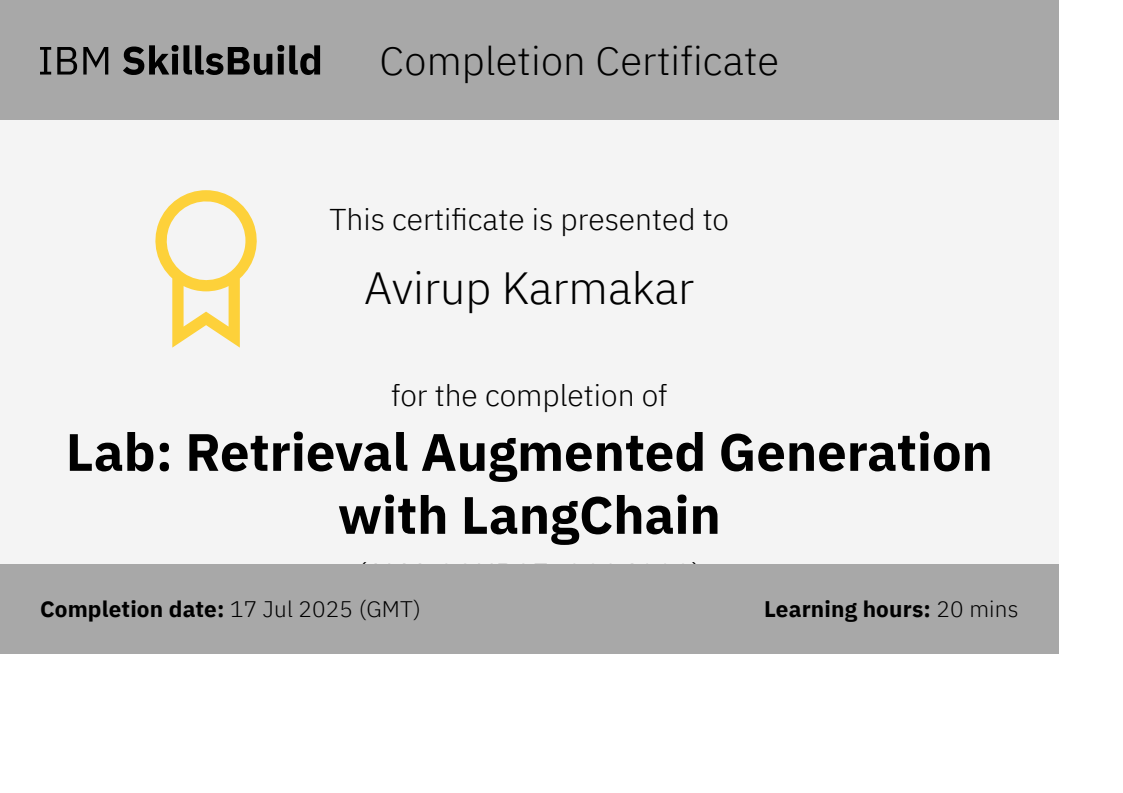 IBM SkillsBuild Completion Certificate
This certificate is presented to
Avirup Karmakar
for the completion of
Lab: Retrieval Augmented Generation
with LangChain
Completion date: 17 Jul 2025 (GMT)
Learning hours: 20 mins